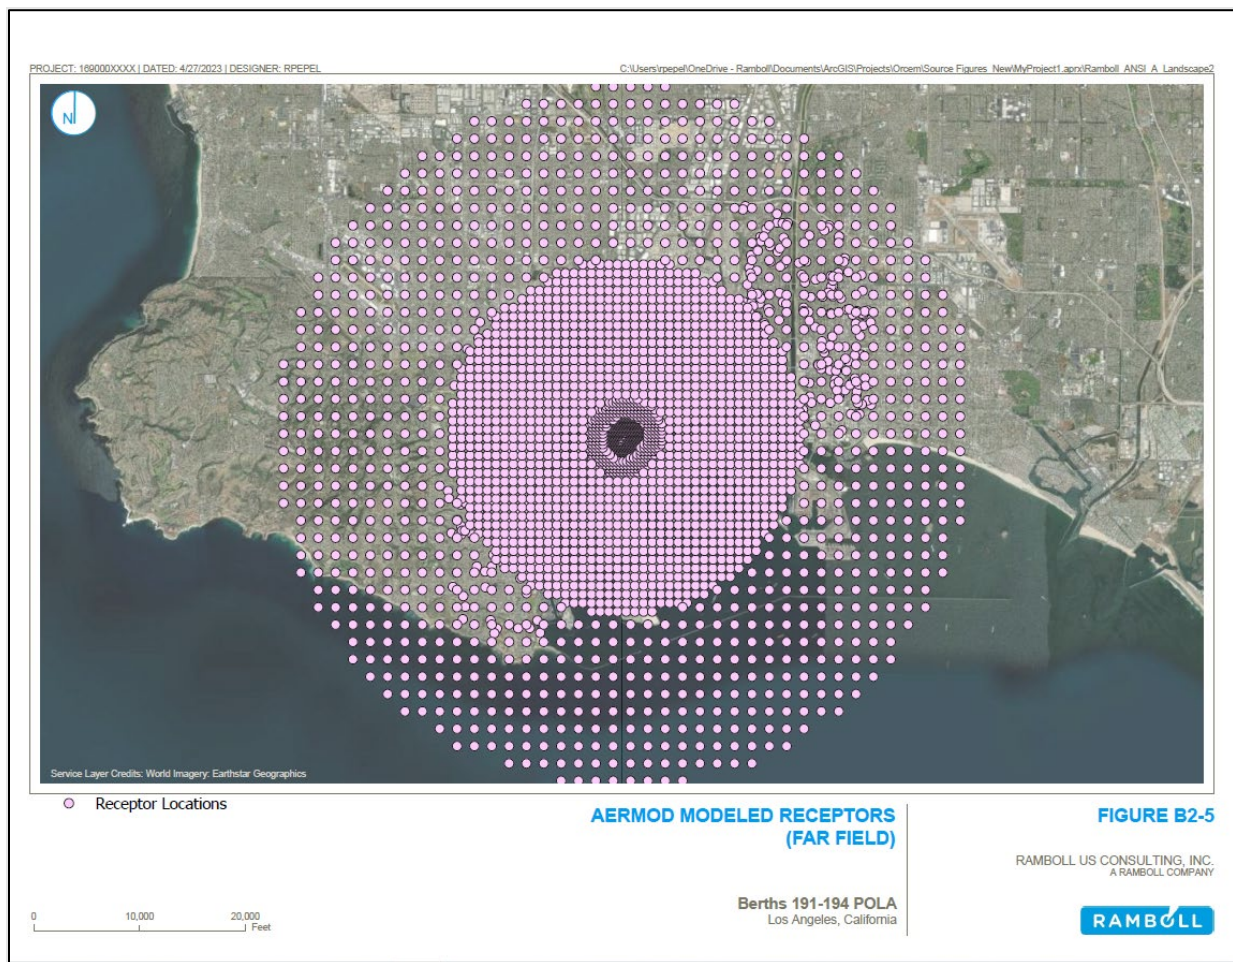 PROJECT: 169000XXXX | DATED: 4/27/2023 | DESIGNER: RPEPEL
C:\Users\rpepel\OneDrive - Ramboll\Documents\ArcGIS\Projects\Orcem\Source Figures_New\MyProject1.aprx\Ramboll_ANSI_A_Landscape2
N
Service Layer Credits: World Imagery: Earthstar Geographics
Receptor Locations
AERMOD MODELED RECEPTORS
(FAR FIELD)
FIGURE B2-5
RAMBOLL US CONSULTING, INC.
A RAMBOLL COMPANY
Berths 191-194 POLA
Los Angeles, California
0 10,000 20,000
Feet
RAMBOLL